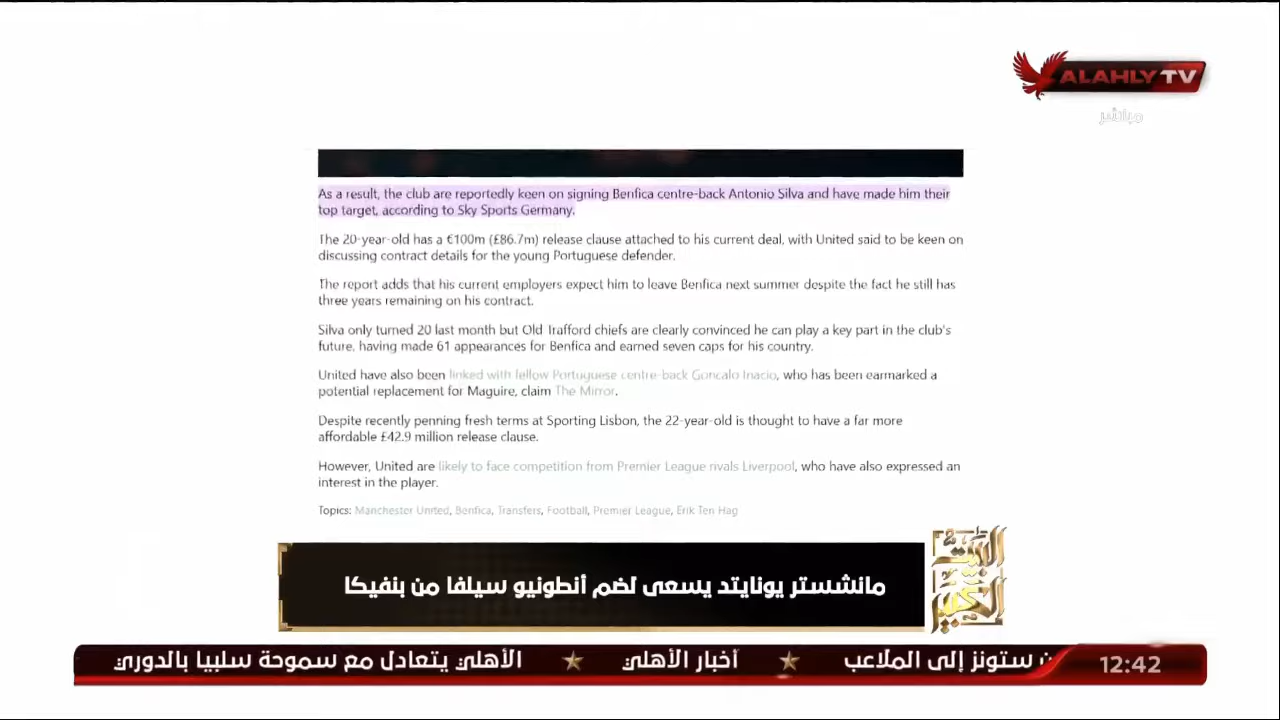 ALAHLY TV
مباشر
As a result, the club are reportedly keen on signing Benfica centre-back Antonio Silva and have made him their
top target, according to Sky Sports Germany.
The 20-year-old has a €100m (£86.7m) release clause attached to his current deal, with United said to be keen on
discussing contract details for the young Portuguese defender.
The report adds that his current employers expect him to leave Benfica next summer despite the fact he still has
three years remaining on his contract.
Silva only turned 20 last month but Old Trafford chiefs are clearly convinced he can play a key part in the club's
future, having made 61 appearances for Benfica and earned seven caps for his country.
United have also been linked with fellow Portuguese centre-back Goncalo Inacio, who has been earmarked a
potential replacement for Maguire, claim The Mirror.
Despite recently penning fresh terms at Sporting Lisbon, the 22-year-old is thought to have a far more
affordable £42.9 million release clause.
However, United are likely to face competition from Premier League rivals Liverpool, who have also expressed an
interest in the player.
Topics: Manchester United, Benfica, Transfers, Football, Premier League, Erik Ten Hag
البيت الكبير
مانشستر يونايتد يسعى لضم أنطونيو سيلفا من بنفيكا
12:42 ستونز إلى الملاعب ★ أخبار الأهلي ★ الأهلي يتعادل مع سموحة سلبيا بالدوري